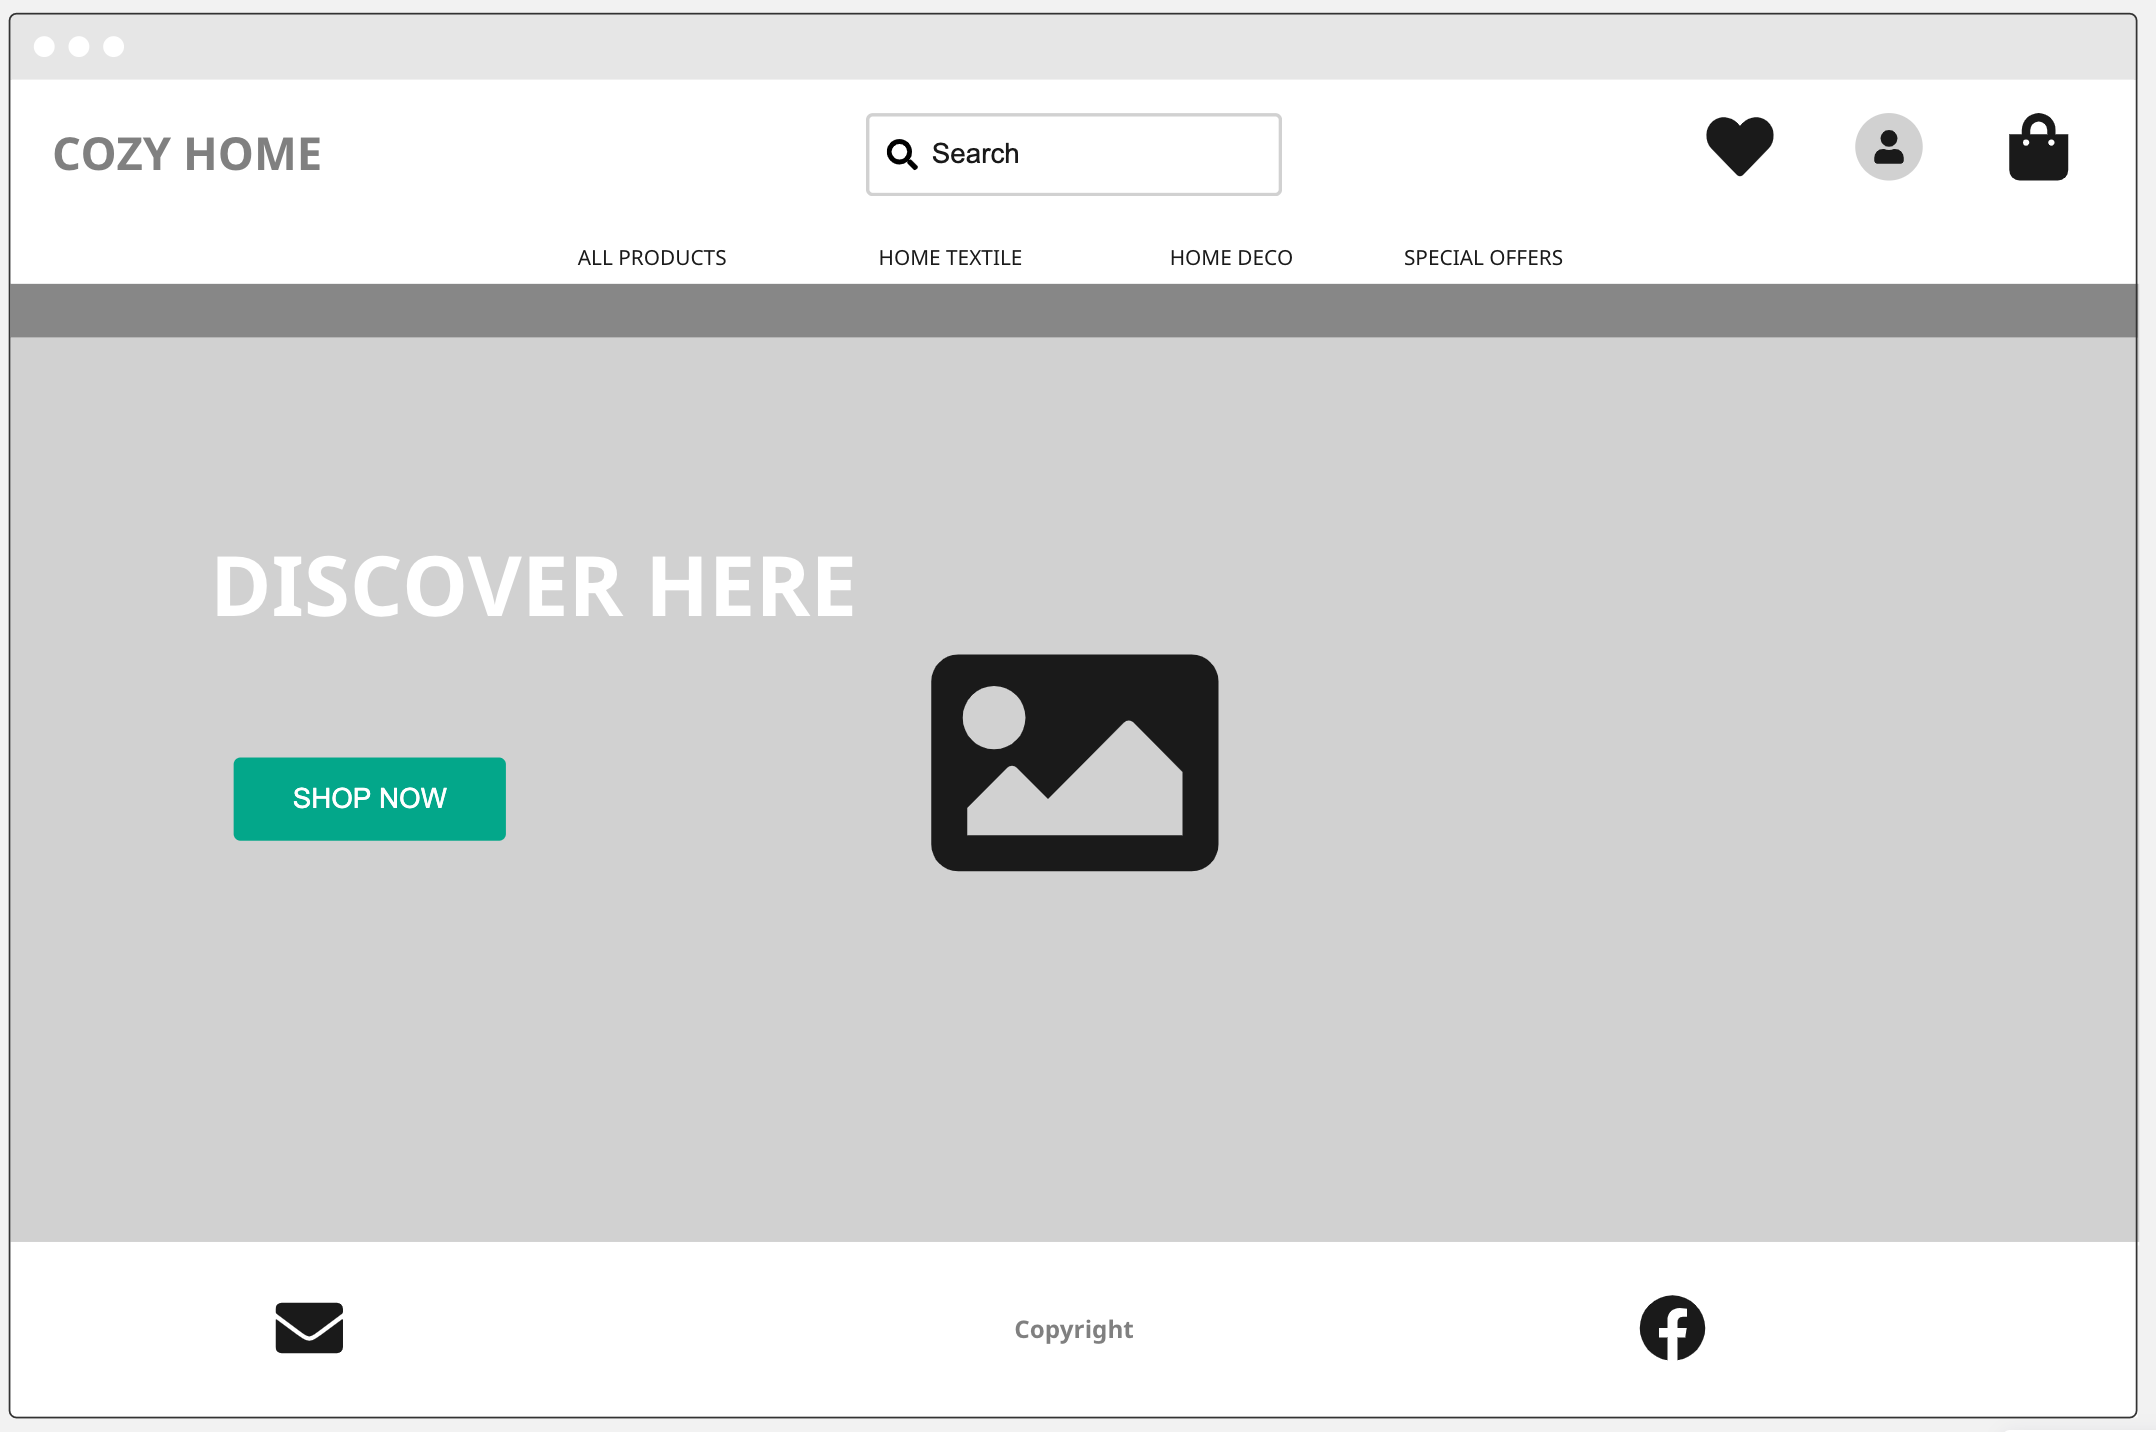 COZY HOME
Search
ALL PRODUCTS
HOME TEXTILE
HOME DECO
SPECIAL OFFERS
DISCOVER HERE
SHOP NOW
Copyright